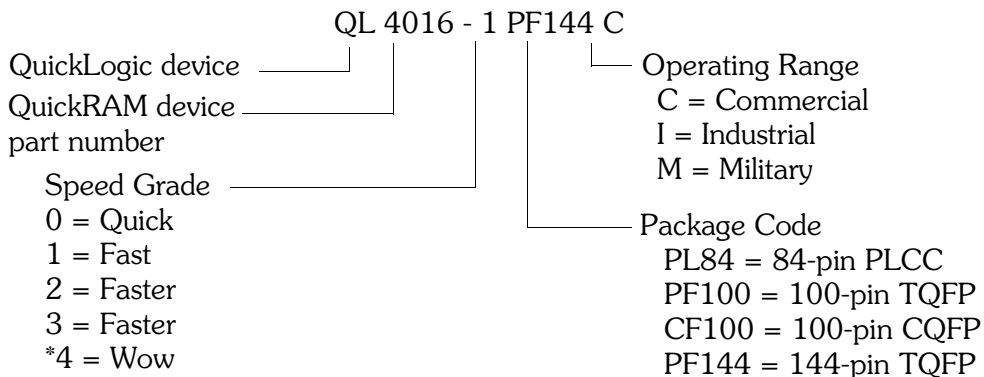 QL 4016 - 1 PF144 C
QuickLogic device
QuickRAM device
part number
Speed Grade
0 = Quick
1 = Fast
2 = Faster
3 = Faster
*4 = Wow
Operating Range
C = Commercial
I = Industrial
M = Military
Package Code
PL84 = 84-pin PLCC
PF100 = 100-pin TQFP
CF100 = 100-pin CQFP
PF144 = 144-pin TQFP